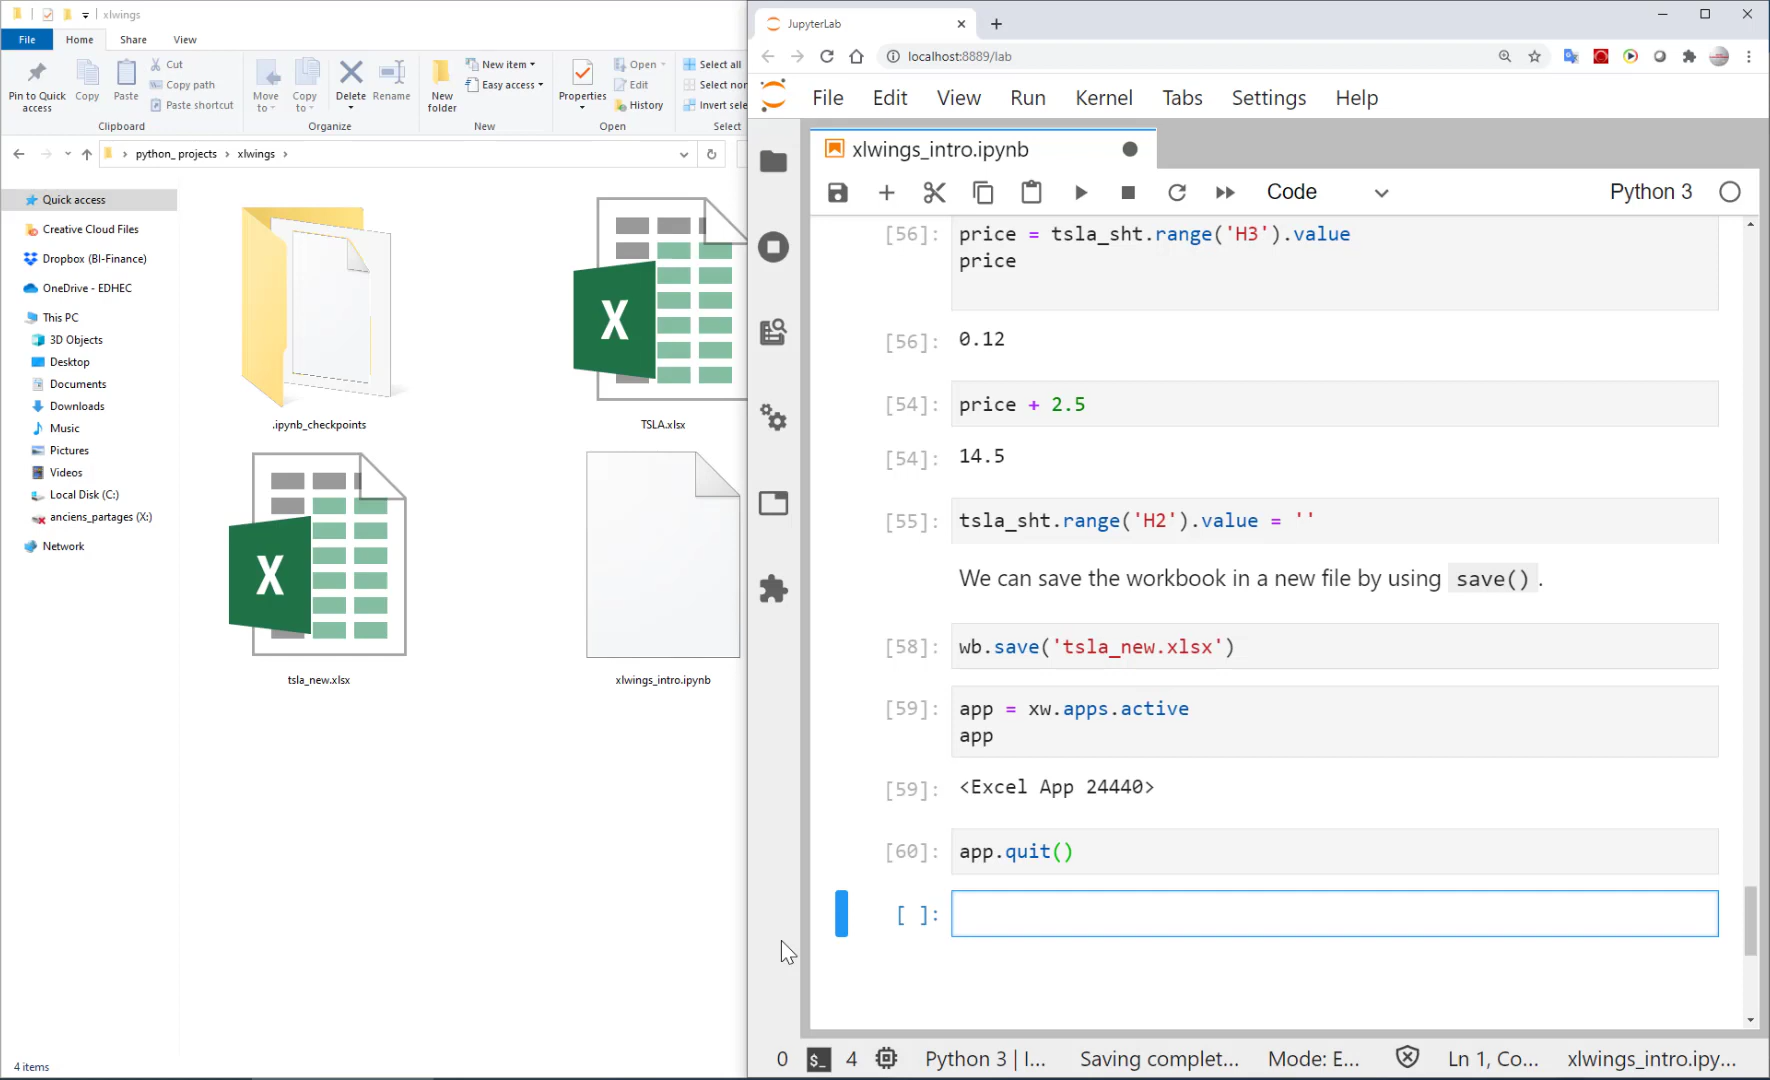 xlwings
File Home Share View
Pin to Quick access
Copy
Paste
Cut
Copy path
Paste shortcut
Clipboard
Move to
Copy to
Delete
Rename
Organize
New folder
New item
Easy access
New
Properties
Open
Edit
History
Open
Select all
Select non
Invert sele
Select
python_ projects › xlwings ›
Quick access
Creative Cloud Files
Dropbox (BI-Finance)
OneDrive - EDHEC
This PC
3D Objects
Desktop
Documents
Downloads
Music
Pictures
Videos
Local Disk (C:)
anciens_partages (X:)
Network
.ipynb_checkpoints
X
TSLA.xlsx
X
tsla_new.xlsx
xlwings_intro.ipynb
4 items
JupyterLab
localhost:8889/lab
File Edit View Run Kernel Tabs Settings Help
xlwings_intro.ipynb
Code
Python 3
[56]: price = tsla_sht.range('H3').value
price
[56]: 0.12
[54]: price + 2.5
[54]: 14.5
[55]: tsla_sht.range('H2').value = ''
We can save the workbook in a new file by using save().
[58]: wb.save('tsla_new.xlsx')
[59]: app = xw.apps.active
app
[59]: <Excel App 24440>
[60]: app.quit()
[ ]:
0 $_ 4 Python 3 | I... Saving complet... Mode: E... Ln 1, Co... xlwings_intro.ipy...